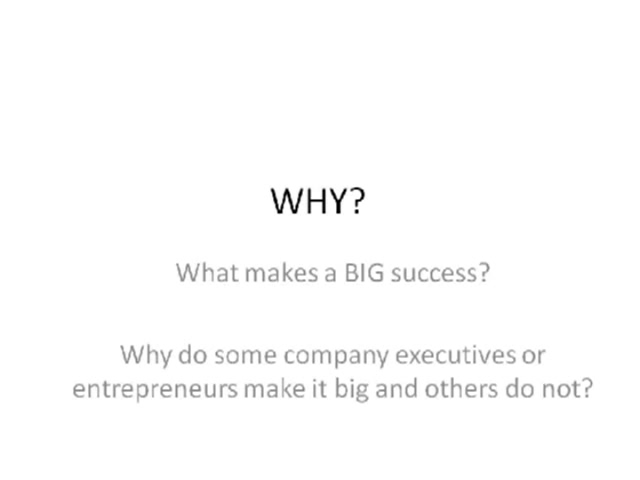 WHY?
What makes a BIG success?
Why do some company executives or
entrepreneurs make it big and others do not?